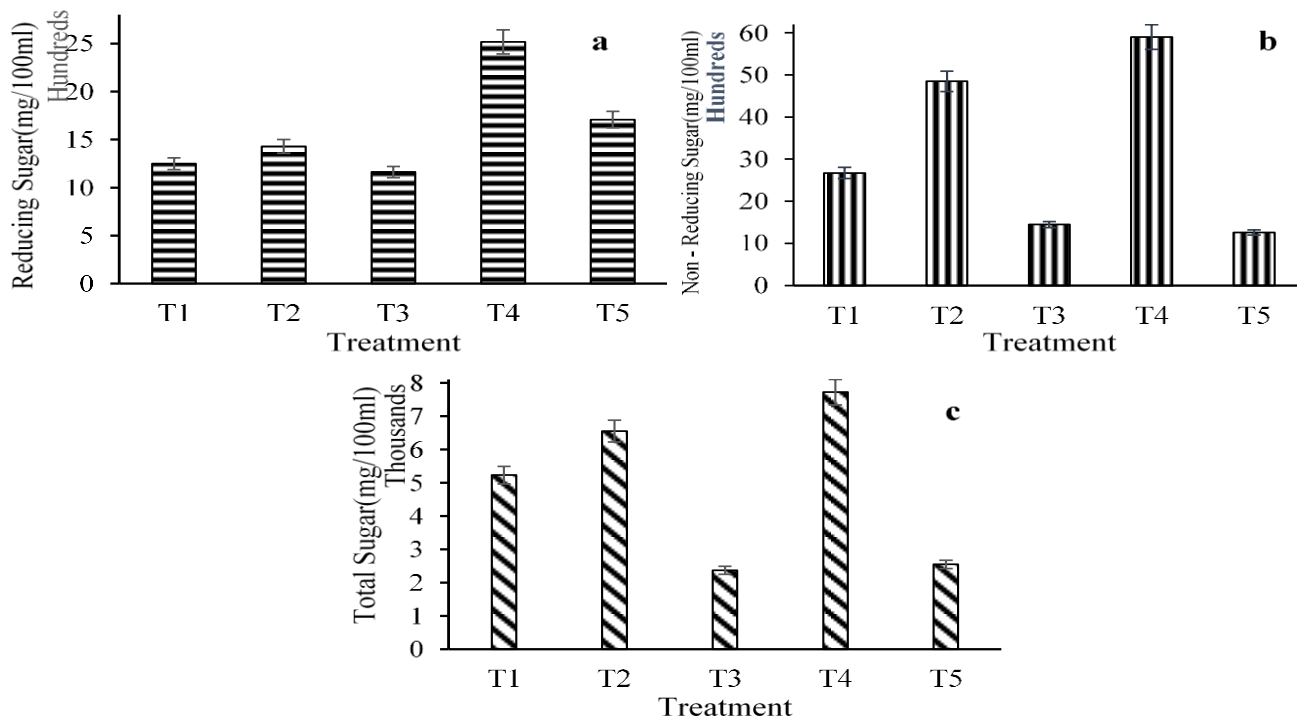 Reducing Sugar(mg/100ml)
Hundreds
25
20
15
10
5
0
T1 T2 T3 T4 T5
Treatment
a
Non - Reducing Sugar(mg/100ml)
Hundreds
60
50
40
30
20
10
0
T1 T2 T3 T4 T5
Treatment
b
Total Sugar(mg/100ml)
Thousands
8
7
6
5
4
3
2
1
0
T1 T2 T3 T4 T5
Treatment
c